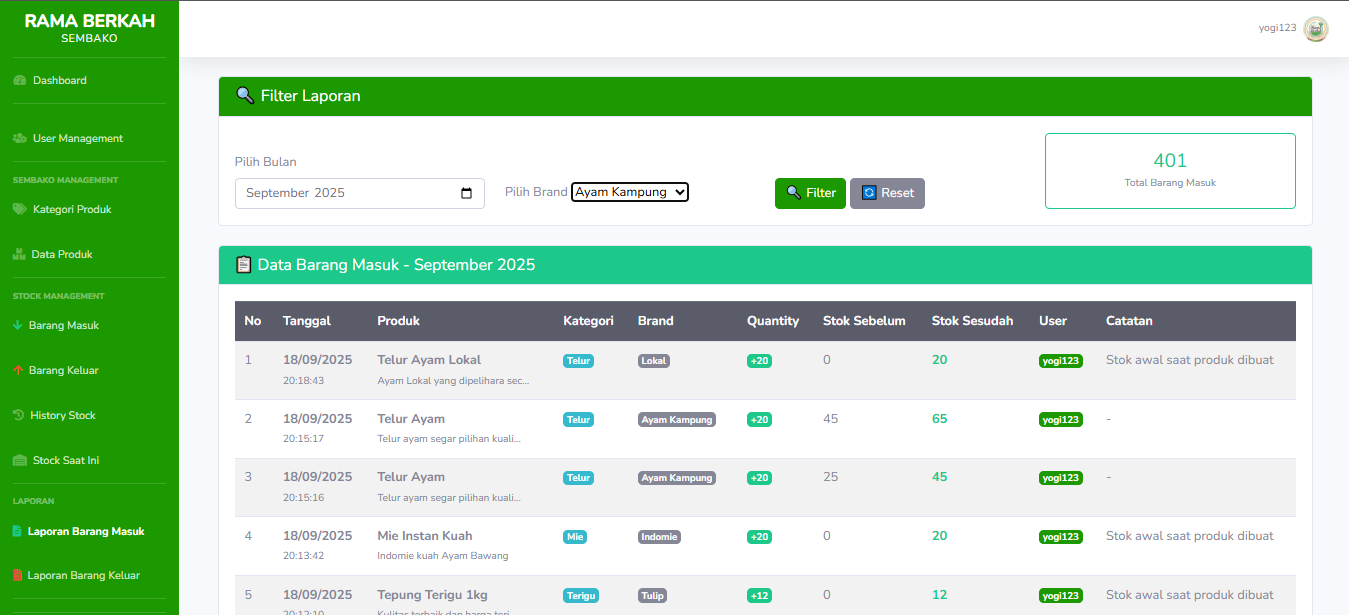 RAMA BERKAH
SEMBAKO
Dashboard
User Management
SEMBAKO MANAGEMENT
Kategori Produk
Data Produk
STOCK MANAGEMENT
Barang Masuk
Barang Keluar
History Stock
Stock Saat Ini
LAPORAN
Laporan Barang Masuk
Laporan Barang Keluar
yogi123
Filter Laporan
Pilih Bulan
September 2025
Pilih Brand Ayam Kampung
Filter
Reset
401
Total Barang Masuk
Data Barang Masuk - September 2025
No Tanggal Produk Kategori Brand Quantity Stok Sebelum Stok Sesudah User Catatan
1 18/09/2025 Telur Ayam Lokal Telur Lokal +20 0 20 yogi123 Stok awal saat produk dibuat
20:18:43 Ayam Lokal yang dipelihara sec...
2 18/09/2025 Telur Ayam Telur Ayam Kampung +20 45 65 yogi123 -
20:15:17 Telur ayam segar pilihan kuali...
3 18/09/2025 Telur Ayam Telur Ayam Kampung +20 25 45 yogi123 -
20:15:16 Telur ayam segar pilihan kuali...
4 18/09/2025 Mie Instan Kuah Mie Indomie +20 0 20 yogi123 Stok awal saat produk dibuat
20:13:42 Indomie kuah Ayam Bawang
5 18/09/2025 Tepung Terigu 1kg Terigu Tulip +12 0 12 yogi123 Stok awal saat produk dibuat
20:12:10 Kulitas terbaik dan harga teri...